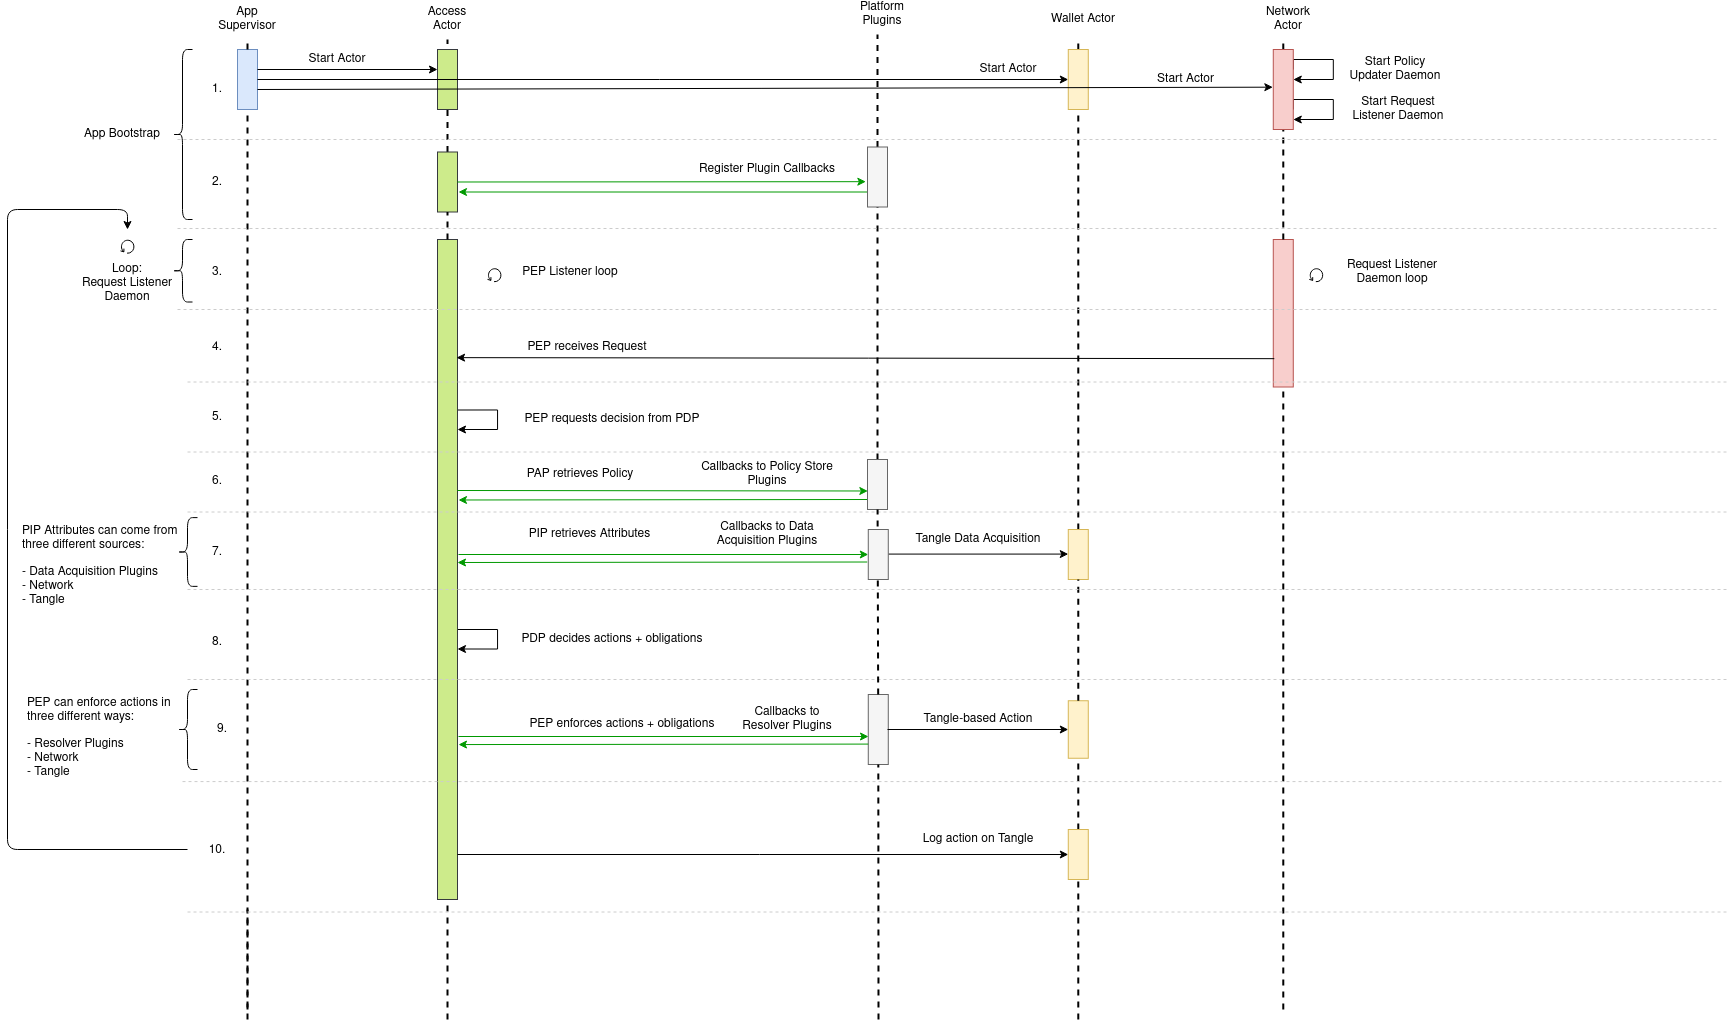 App
Supervisor
Access
Actor
Platform
Plugins
Wallet Actor
Network
Actor
Start Actor
Start Actor
Start Actor
Start Policy
Updater Daemon
Start Request
Listener Daemon
1.
App Bootstrap
2.
Register Plugin Callbacks
Loop:
Request Listener
Daemon
3.
PEP Listener loop
Request Listener
Daemon loop
4.
PEP receives Request
5.
PEP requests decision from PDP
6.
PAP retrieves Policy
Callbacks to Policy Store
Plugins
PIP Attributes can come from
three different sources:
- Data Acquisition Plugins
- Network
- Tangle
7.
PIP retrieves Attributes
Callbacks to Data
Acquisition Plugins
Tangle Data Acquisition
8.
PDP decides actions + obligations
PEP can enforce actions in
three different ways:
- Resolver Plugins
- Network
- Tangle
9.
PEP enforces actions + obligations
Callbacks to
Resolver Plugins
Tangle-based Action
10.
Log action on Tangle